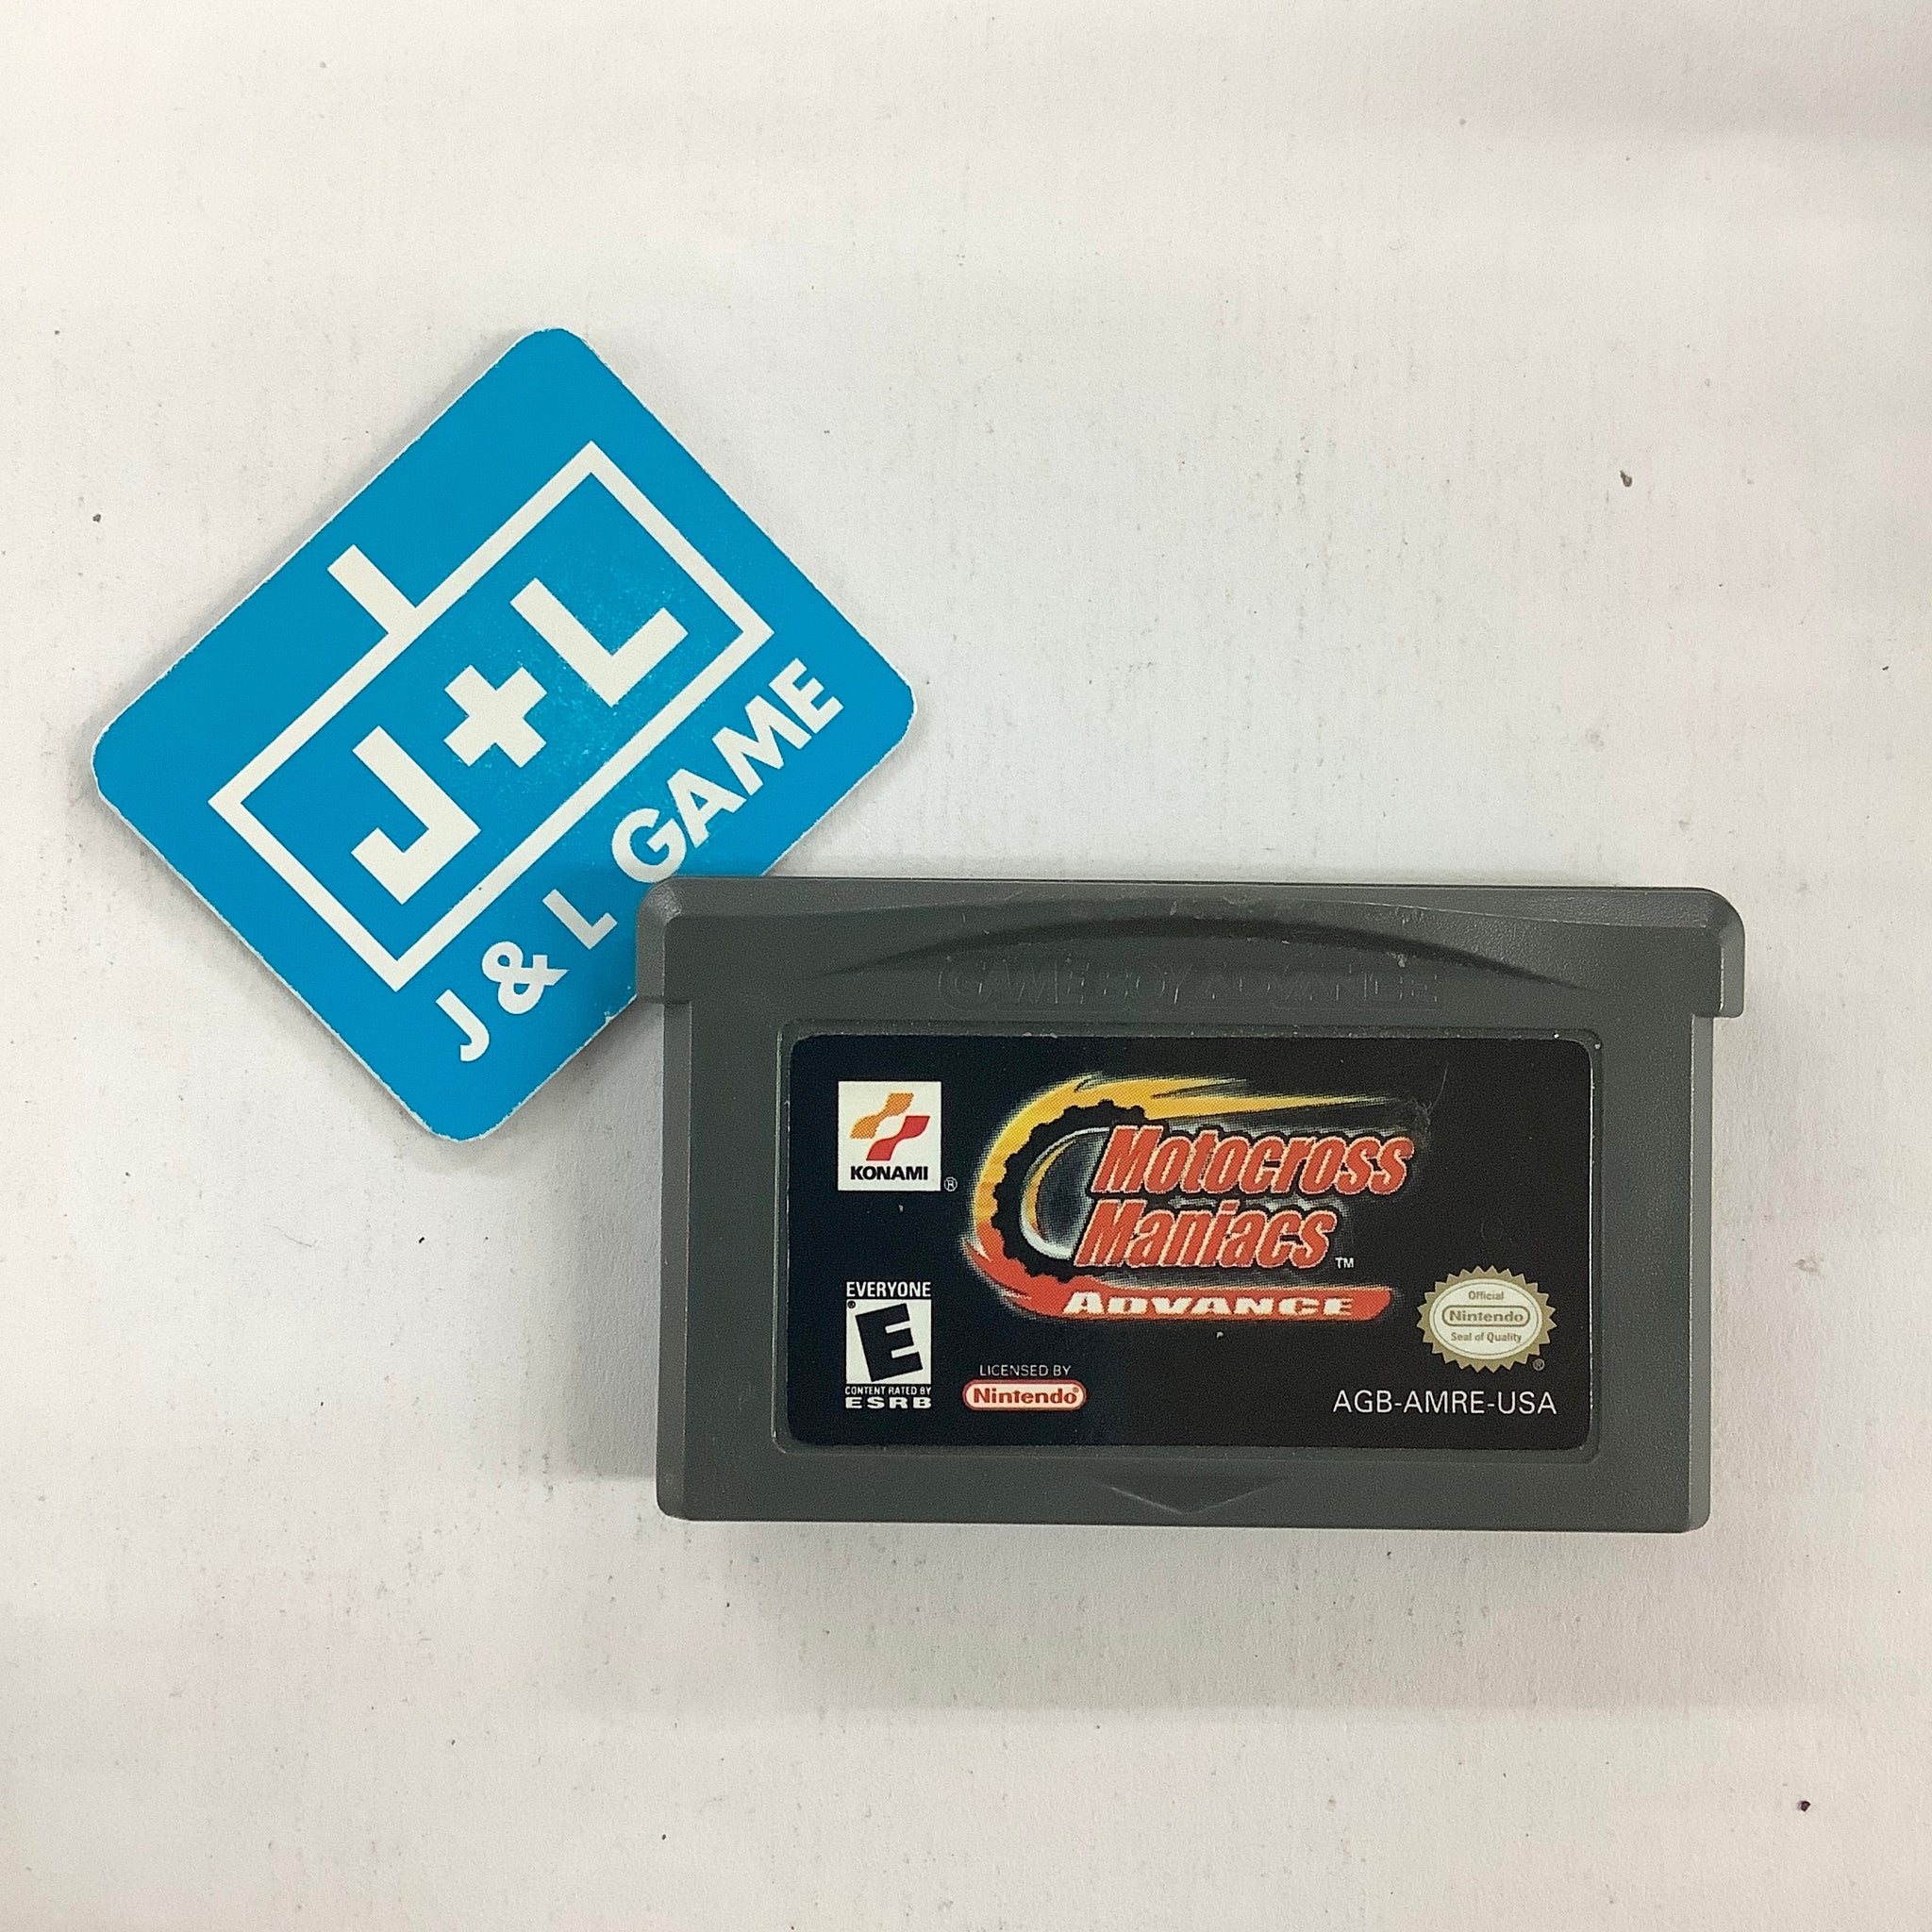 J+L
J & L GAME
GAME BOY ADVANCE
KONAMI
®
Motocross
Maniacs
™
ADVANCE
EVERYONE
®
E
CONTENT RATED BY
ESRB
LICENSED BY
Nintendo®
Official
Nintendo
Seal of Quality
®
AGB-AMRE-USA